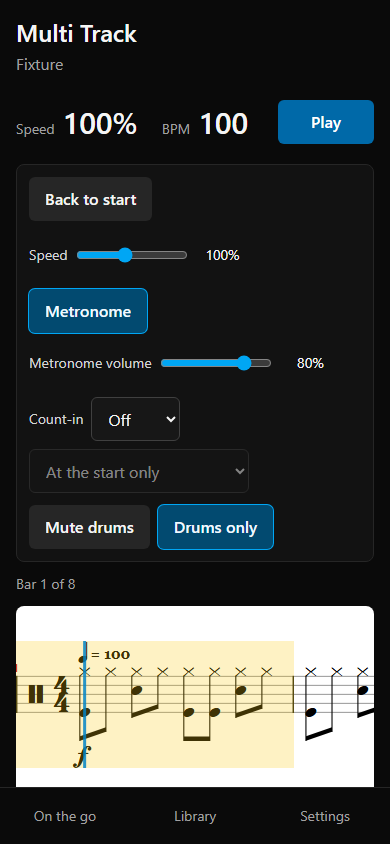 Multi Track
Fixture
Speed 100% BPM 100 Play
Back to start
Speed 100%
Metronome
Metronome volume 80%
Count-in Off
At the start only
Mute drums Drums only
Bar 1 of 8
= 100
4
4
f
On the go Library Settings